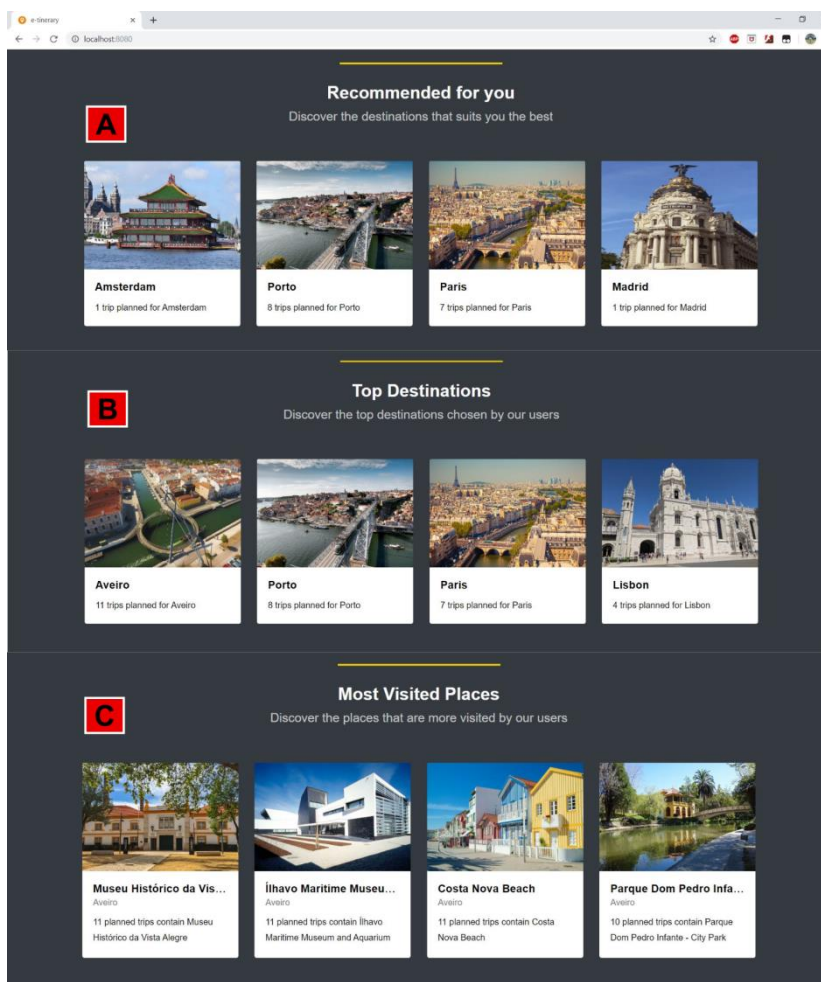 e-tinerary
localhost:8080
Recommended for you
Discover the destinations that suits you the best
A
Amsterdam
1 trip planned for Amsterdam
Porto
8 trips planned for Porto
Paris
7 trips planned for Paris
METROPOLIS
Madrid
1 trip planned for Madrid
Top Destinations
Discover the top destinations chosen by our users
B
Aveiro
11 trips planned for Aveiro
Porto
8 trips planned for Porto
Paris
7 trips planned for Paris
Lisbon
4 trips planned for Lisbon
Most Visited Places
Discover the places that are more visited by our users
C
Museu Histórico da Vis...
Aveiro
11 planned trips contain Museu
Histórico da Vista Alegre
Ílhavo Maritime Museu...
Aveiro
11 planned trips contain Ílhavo
Maritime Museum and Aquarium
Costa Nova Beach
Aveiro
11 planned trips contain Costa
Nova Beach
Parque Dom Pedro Infa...
Aveiro
10 planned trips contain Parque
Dom Pedro Infante - City Park